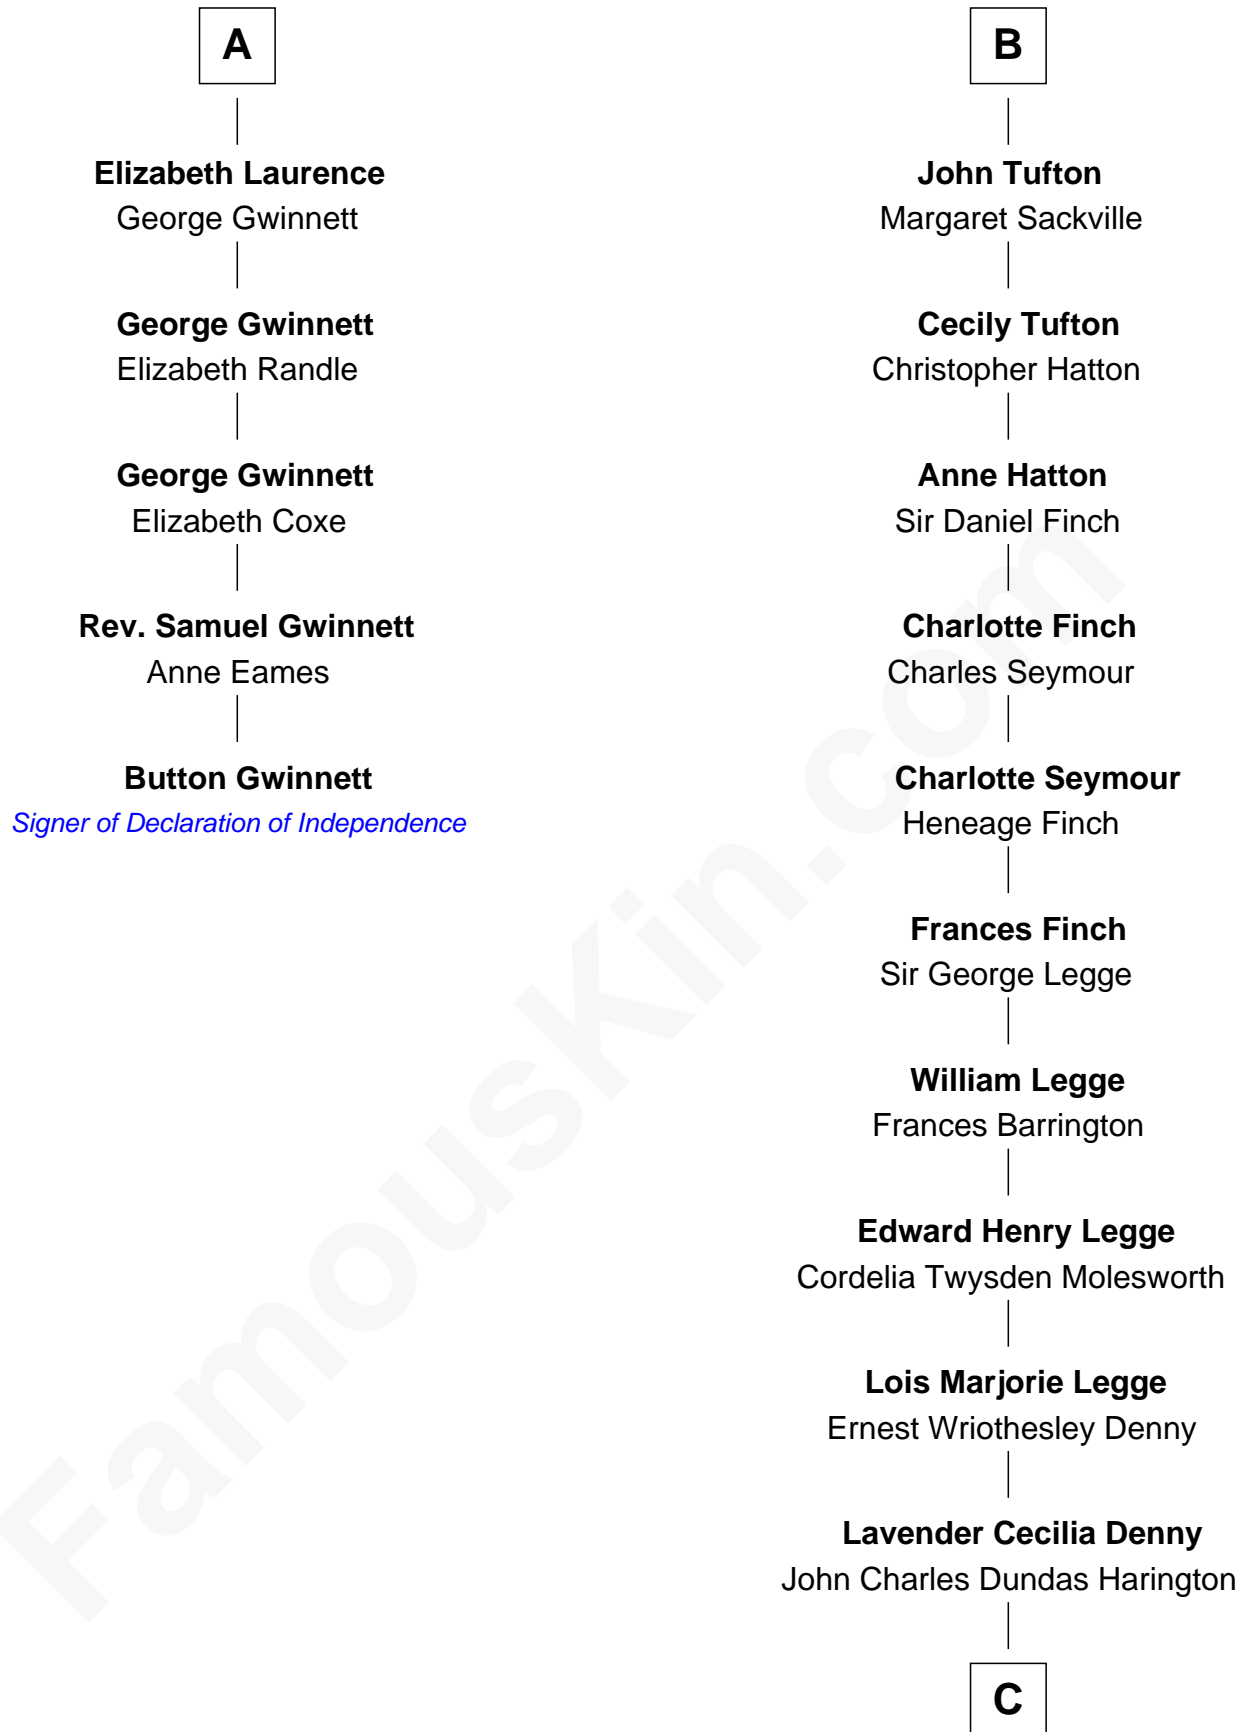 A
Elizabeth Laurence
George Gwinnett
George Gwinnett
Elizabeth Randle
George Gwinnett
Elizabeth Coxe
Rev. Samuel Gwinnett
Anne Eames
Button Gwinnett
Signer of Declaration of Independence
B
John Tufton
Margaret Sackville
Cecily Tufton
Christopher Hatton
Anne Hatton
Sir Daniel Finch
Charlotte Finch
Charles Seymour
Charlotte Seymour
Heneage Finch
Frances Finch
Sir George Legge
William Legge
Frances Barrington
Edward Henry Legge
Cordelia Twysden Molesworth
Lois Marjorie Legge
Ernest Wriothesley Denny
Lavender Cecilia Denny
John Charles Dundas Harington
C
FamousKin.com